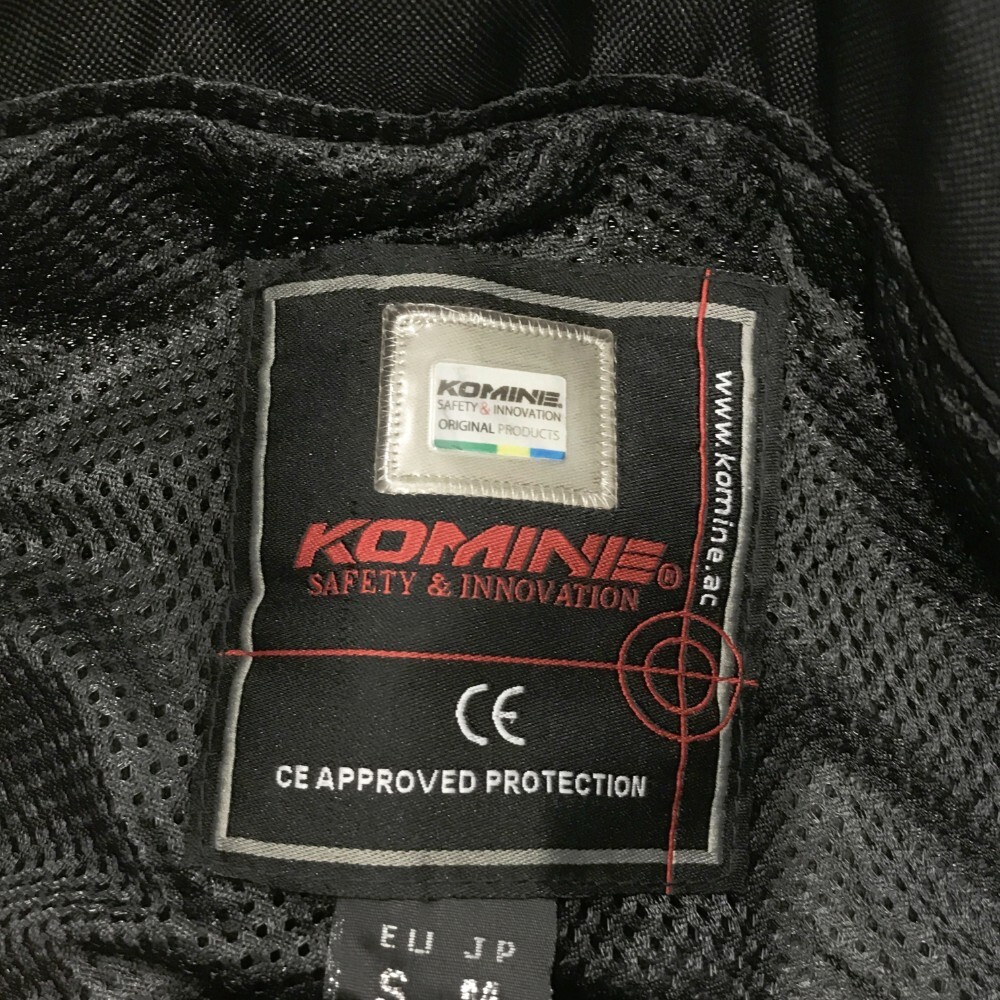 KOMINE.
SAFETY & INNOVATION
ORIGINAL PRODUCTS
KOMINE®
SAFETY & INNOVATION
www.komine.ac
CE
CE APPROVED PROTECTION
EU JP
S M